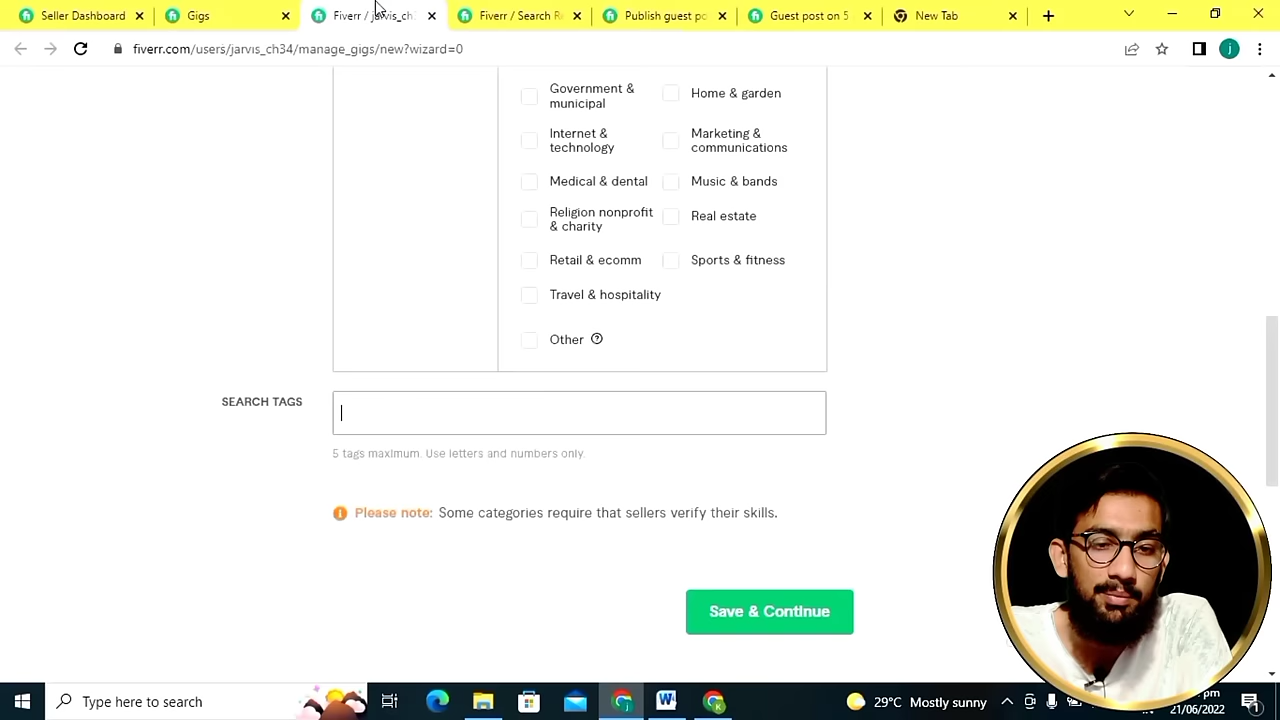 Seller Dashboard
Gigs
Fiverr / jarvis_ch
Fiverr / Search Re
Publish guest po
Guest post on 5
New Tab
fiverr.com/users/jarvis_ch34/manage_gigs/new?wizard=0
j
Government & municipal
Home & garden
Internet & technology
Marketing & communications
Medical & dental
Music & bands
Religion nonprofit & charity
Real estate
Retail & ecomm
Sports & fitness
Travel & hospitality
Other
SEARCH TAGS
5 tags maximum. Use letters and numbers only.
Please note: Some categories require that sellers verify their skills.
Save & Continue
Type here to search
29°C Mostly sunny
pm
21/06/2022